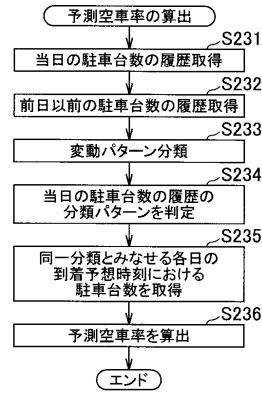 予測空車率の算出
S231
当日の駐車台数の履歴取得
S232
前日以前の駐車台数の履歴取得
S233
変動パターン分類
S234
当日の駐車台数の履歴の
分類パターンを判定
S235
同一分類とみなせる各日の
到着予想時刻における
駐車台数を取得
S236
予測空車率を算出
エンド